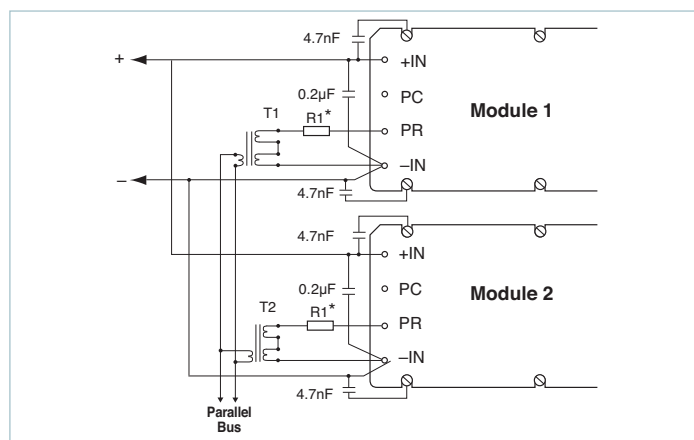 4.7nF
+
+IN
0.2µF
PC
Module 1
T1
R1*
PR
–IN
–
4.7nF
4.7nF
+IN
0.2µF
PC
Module 2
T2
R1*
PR
–IN
4.7nF
Parallel
Bus